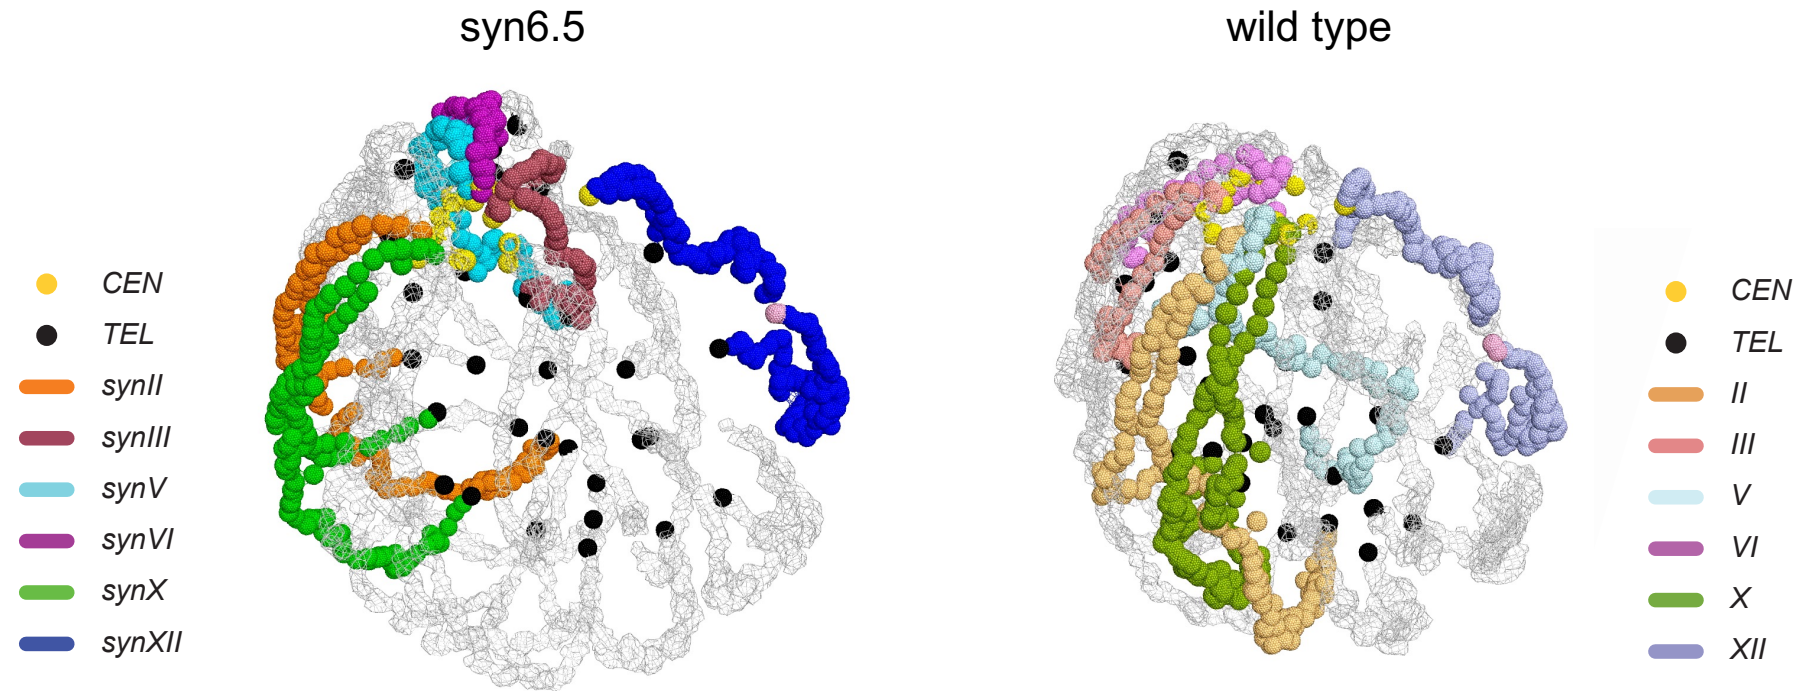 syn6.5
wild type
CEN
TEL
synII
synIII
synV
synVI
synX
synXII
CEN
TEL
II
III
V
VI
X
XII